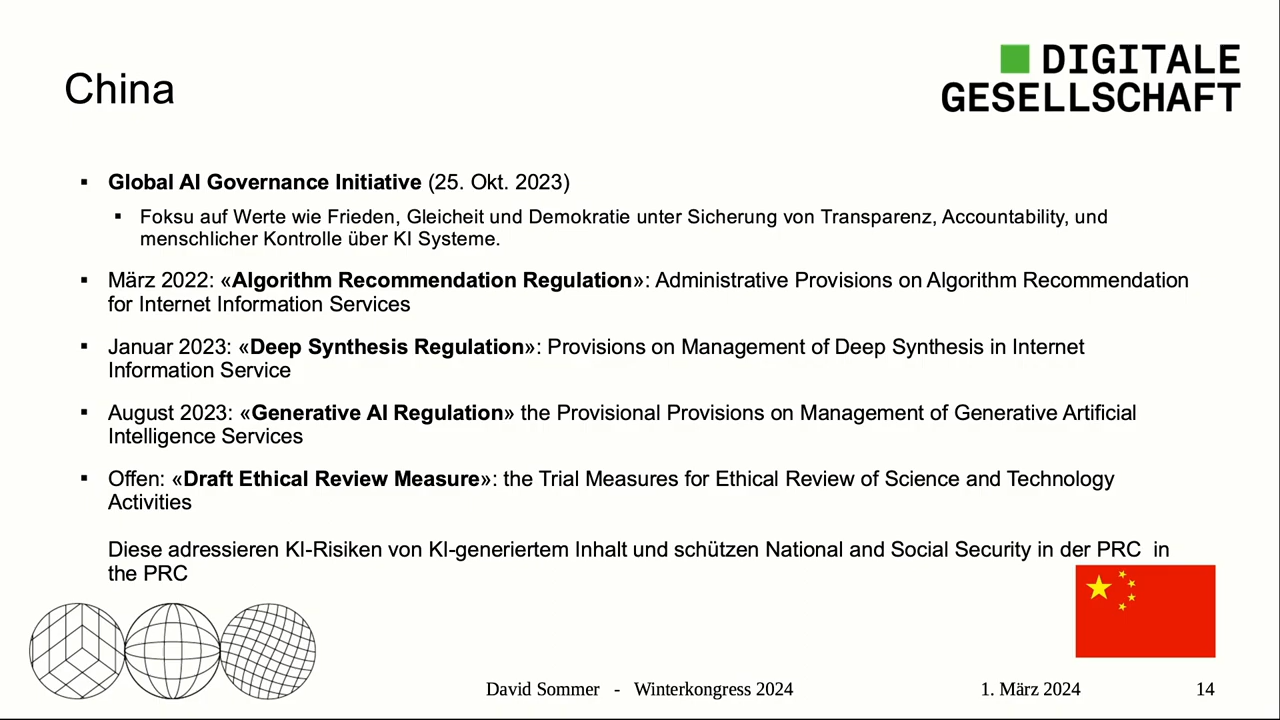 China
DIGITALE
GESELLSCHAFT
▪ Global AI Governance Initiative (25. Okt. 2023)
▪ Foksu auf Werte wie Frieden, Gleicheit und Demokratie unter Sicherung von Transparenz, Accountability, und
menschlicher Kontrolle über KI Systeme.
▪ März 2022: «Algorithm Recommendation Regulation»: Administrative Provisions on Algorithm Recommendation
for Internet Information Services
▪ Januar 2023: «Deep Synthesis Regulation»: Provisions on Management of Deep Synthesis in Internet
Information Service
▪ August 2023: «Generative AI Regulation» the Provisional Provisions on Management of Generative Artificial
Intelligence Services
▪ Offen: «Draft Ethical Review Measure»: the Trial Measures for Ethical Review of Science and Technology
Activities
Diese adressieren KI-Risiken von KI-generiertem Inhalt und schützen National and Social Security in der PRC  in
the PRC
David Sommer   -   Winterkongress 2024
1. März 2024
14